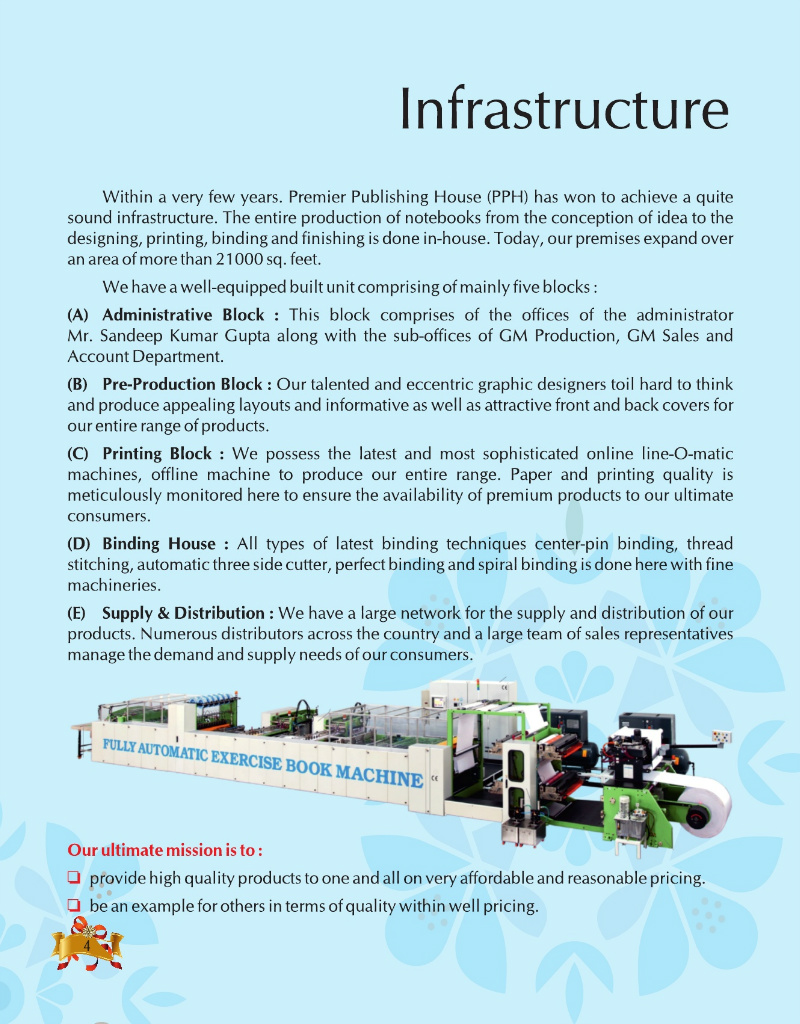 Infrastructure
Within a very few years. Premier Publishing House (PPH) has won to achieve a quite
sound infrastructure. The entire production of notebooks from the conception of idea to the
designing, printing, binding and finishing is done in-house. Today, our premises expand over
an area of more than 21000 sq. feet.
We have a well-equipped built unit comprising of mainly five blocks :
(A) Administrative Block : This block comprises of the offices of the administrator
Mr. Sandeep Kumar Gupta along with the sub-offices of GM Production, GM Sales and
Account Department.
(B) Pre-Production Block : Our talented and eccentric graphic designers toil hard to think
and produce appealing layouts and informative as well as attractive front and back covers for
our entire range of products.
(C) Printing Block : We possess the latest and most sophisticated online line-O-matic
machines, offline machine to produce our entire range. Paper and printing quality is
meticulously monitored here to ensure the availability of premium products to our ultimate
consumers.
(D) Binding House : All types of latest binding techniques center-pin binding, thread
stitching, automatic three side cutter, perfect binding and spiral binding is done here with fine
machineries.
(E) Supply & Distribution : We have a large network for the supply and distribution of our
products. Numerous distributors across the country and a large team of sales representatives
manage the demand and supply needs of our consumers.
FULLY AUTOMATIC EXERCISE BOOK MACHINE
CE
Our ultimate mission is to :
❑ provide high quality products to one and all on very affordable and reasonable pricing.
❑ be an example for others in terms of quality within well pricing.
4